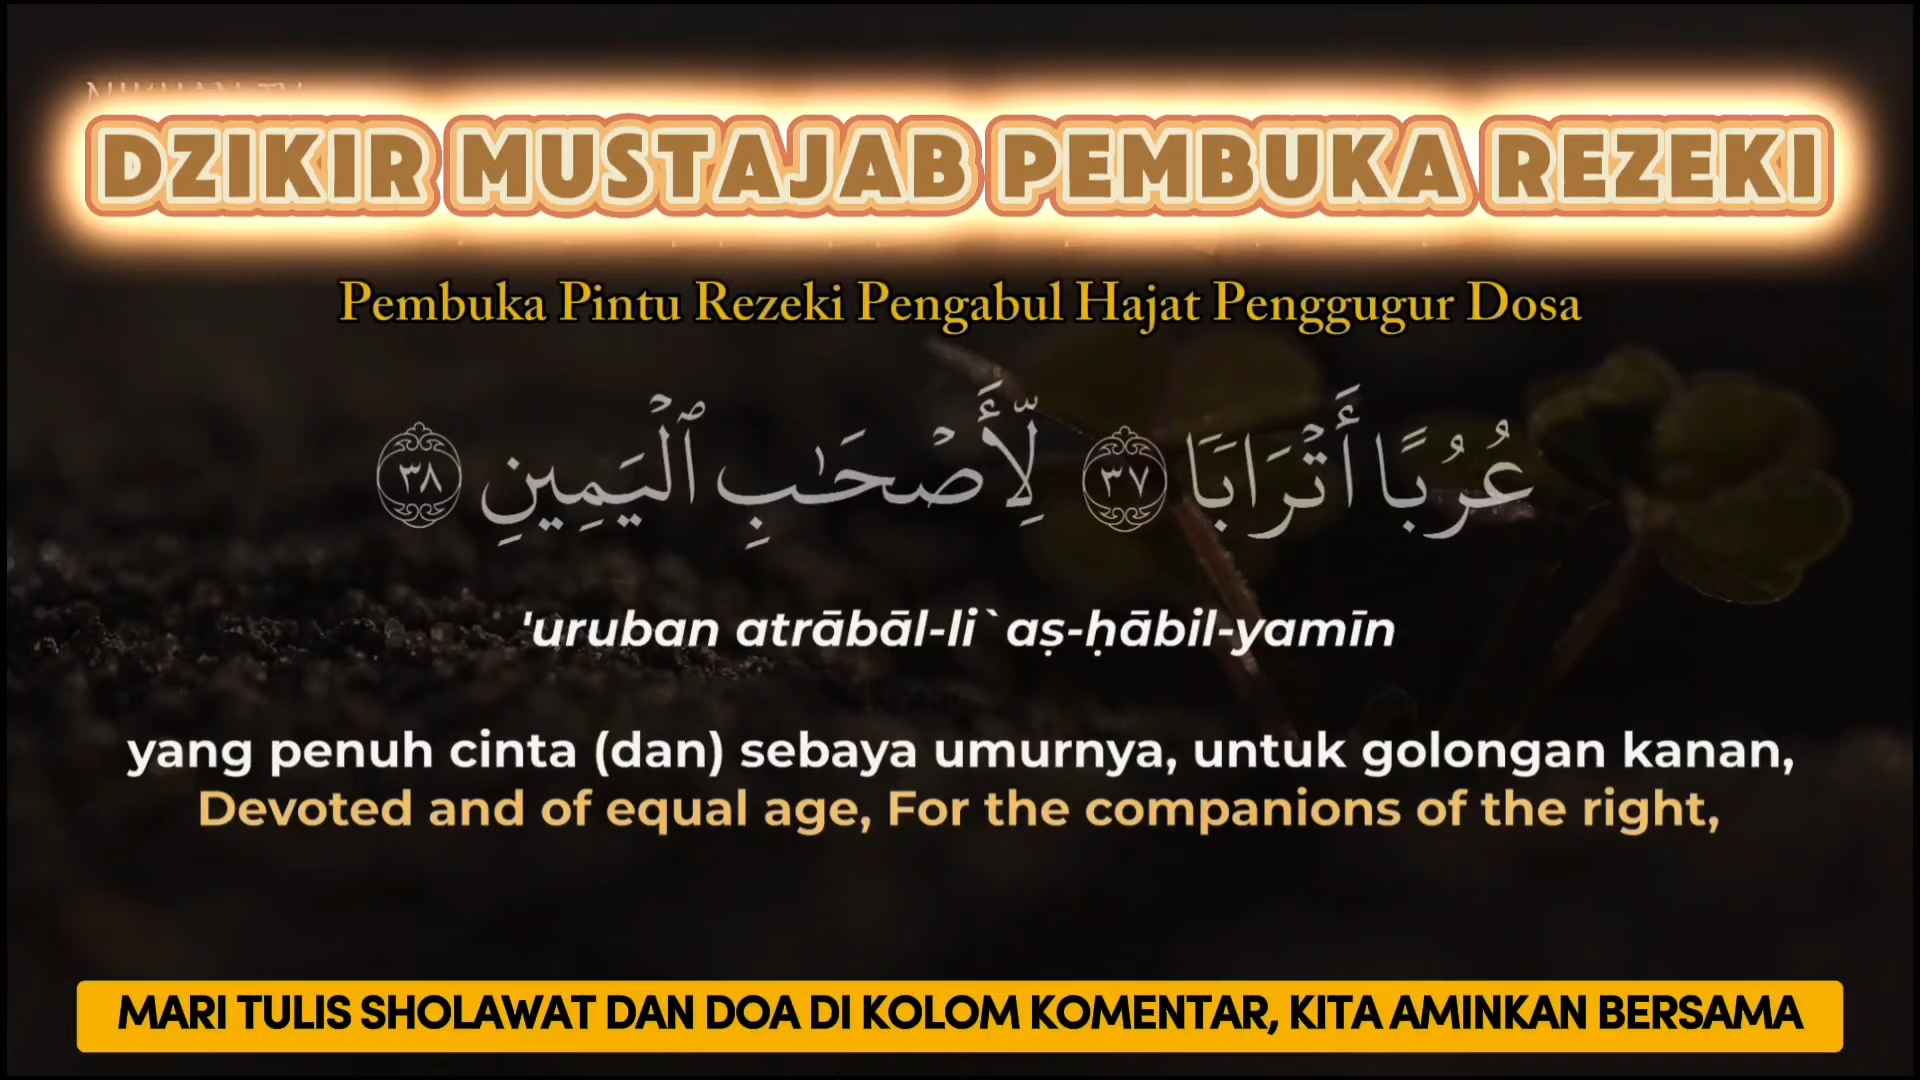 DZIKIR MUSTAJAB PEMBUKA REZEKI
Pembuka Pintu Rezeki Pengabul Hajat Penggugur Dosa
عُرُبًا أَتْرَابًا ٣٧ لِّأَصْحَٰبِ ٱلْيَمِينِ ٣٨
'uruban atrābāl-li`aṣ-ḥābil-yamīn
yang penuh cinta (dan) sebaya umurnya, untuk golongan kanan,
Devoted and of equal age, For the companions of the right,
MARI TULIS SHOLAWAT DAN DOA DI KOLOM KOMENTAR, KITA AMINKAN BERSAMA